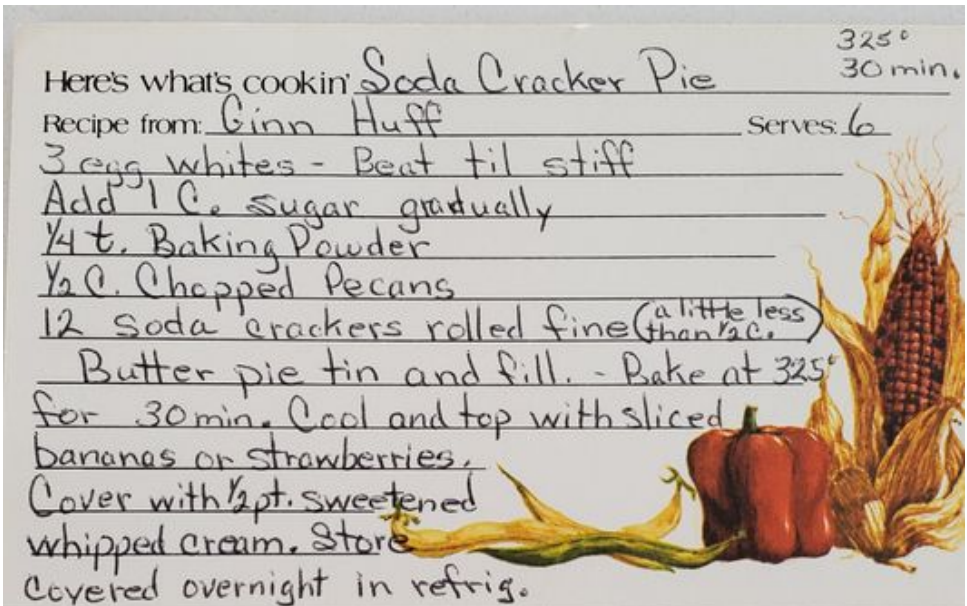 325°
30 min.
Here's what's cookin' Soda Cracker Pie
Recipe from: Ginn Huff Serves: 6
3 egg whites - Beat til stiff
Add 1 C. sugar gradually
1/4 t. Baking Powder
1/2 C. Chopped Pecans
12 soda crackers rolled fine (a little less than 1/2 C.)
Butter pie tin and fill. - Bake at 325°
for 30 min. Cool and top with sliced
bananas or strawberries.
Cover with 1/2 pt. sweetened
whipped cream. Store
covered overnight in refrig.